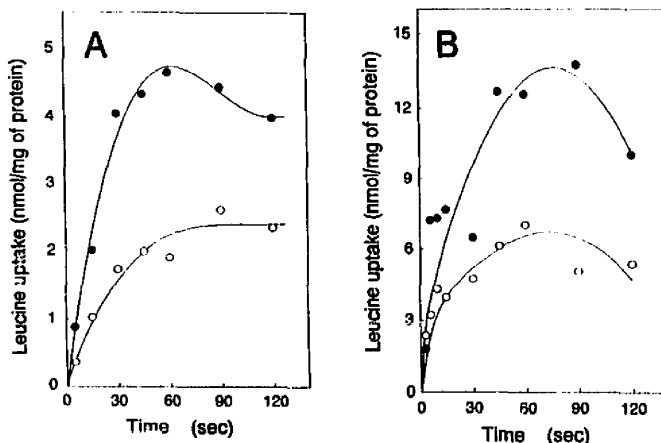 A
5
4
3
2
1
0
Leucine uptake (nmol/mg of protein)
0 30 60 90 120
Time (sec)
B
15
12
9
6
3
0
Leucine uptake (nmol/mg of protein)
0 30 60 90 120
Time (sec)